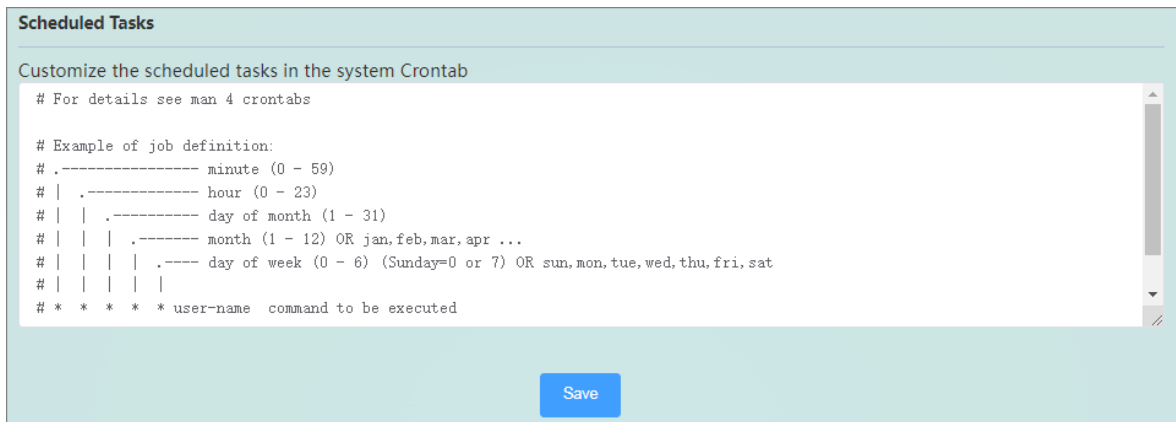 Scheduled Tasks
Customize the scheduled tasks in the system Crontab
# For details see man 4 crontabs
# Example of job definition:
# .---------------- minute (0 - 59)
# |  .------------- hour (0 - 23)
# |  |  .---------- day of month (1 - 31)
# |  |  |  .------- month (1 - 12) OR jan,feb,mar,apr ...
# |  |  |  |  .---- day of week (0 - 6) (Sunday=0 or 7) OR sun,mon,tue,wed,thu,fri,sat
# |  |  |  |  |
# *  *  *  *  * user-name  command to be executed
Save